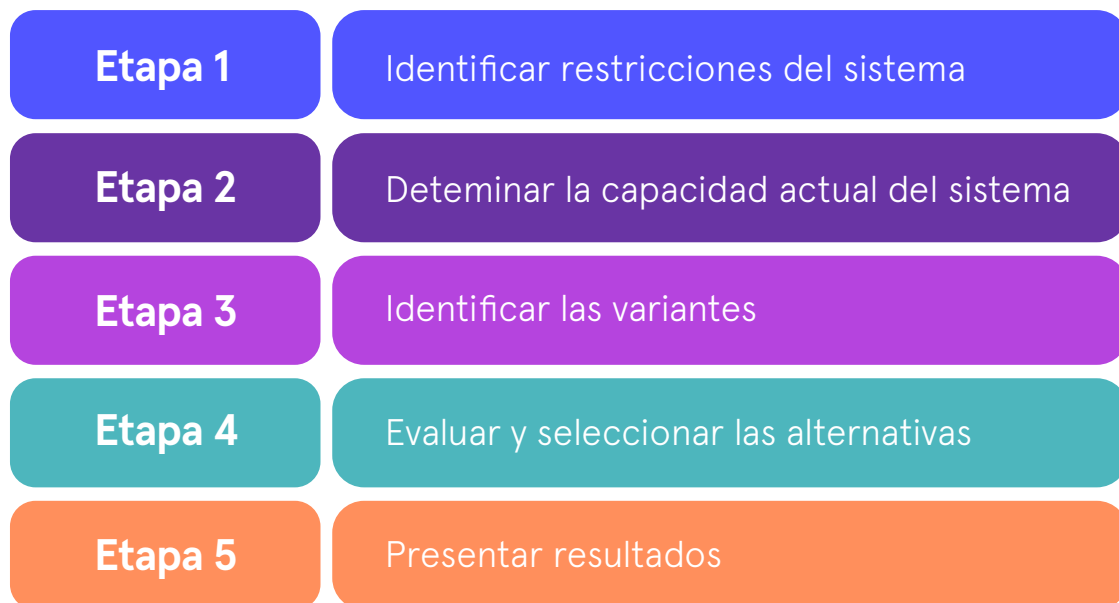 Etapa 1
Identificar restricciones del sistema
Etapa 2
Deteminar la capacidad actual del sistema
Etapa 3
Identificar las variantes
Etapa 4
Evaluar y seleccionar las alternativas
Etapa 5
Presentar resultados